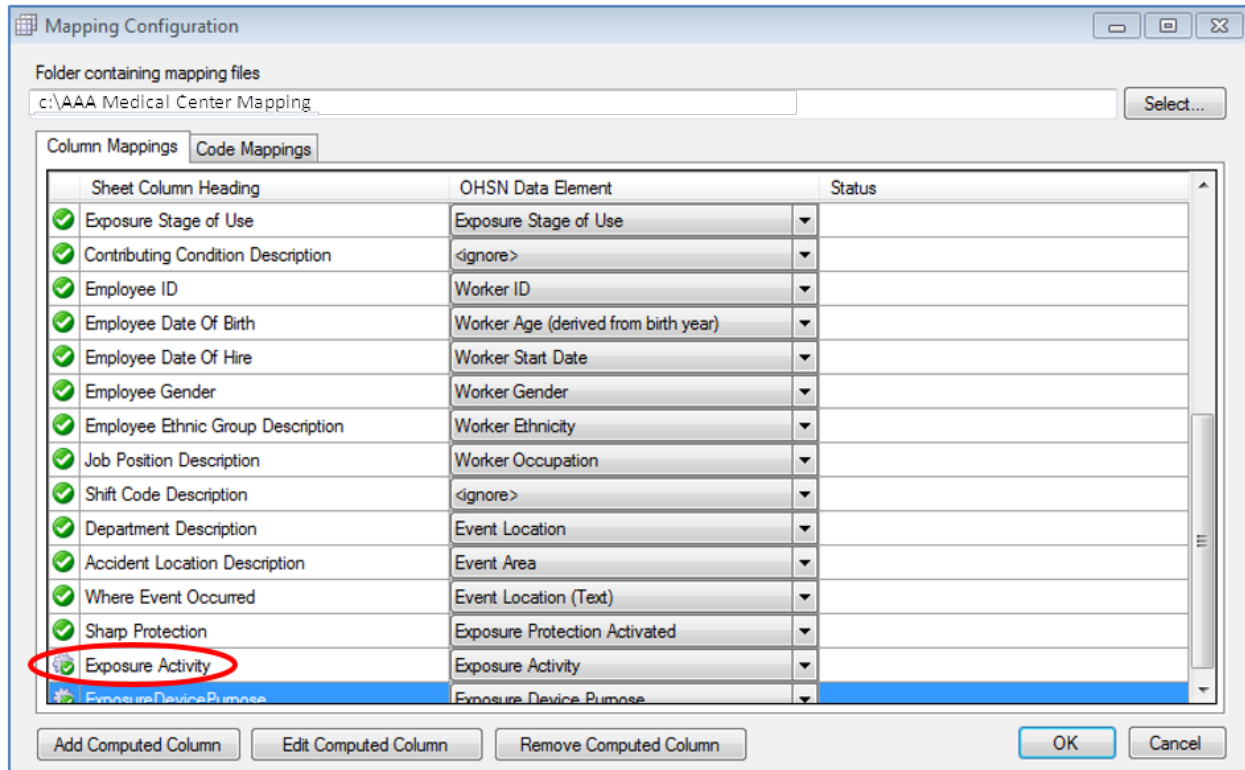 Mapping Configuration
Folder containing mapping files
c:\AAA Medical Center Mapping
Select...
Column Mappings Code Mappings
Sheet Column Heading OHSN Data Element Status
Exposure Stage of Use Exposure Stage of Use
Contributing Condition Description <ignore>
Employee ID Worker ID
Employee Date Of Birth Worker Age (derived from birth year)
Employee Date Of Hire Worker Start Date
Employee Gender Worker Gender
Employee Ethnic Group Description Worker Ethnicity
Job Position Description Worker Occupation
Shift Code Description <ignore>
Department Description Event Location
Accident Location Description Event Area
Where Event Occurred Event Location (Text)
Sharp Protection Exposure Protection Activated
Exposure Activity Exposure Activity
ExposureDevicePurpose Exposure Device Purpose
Add Computed Column Edit Computed Column Remove Computed Column OK Cancel